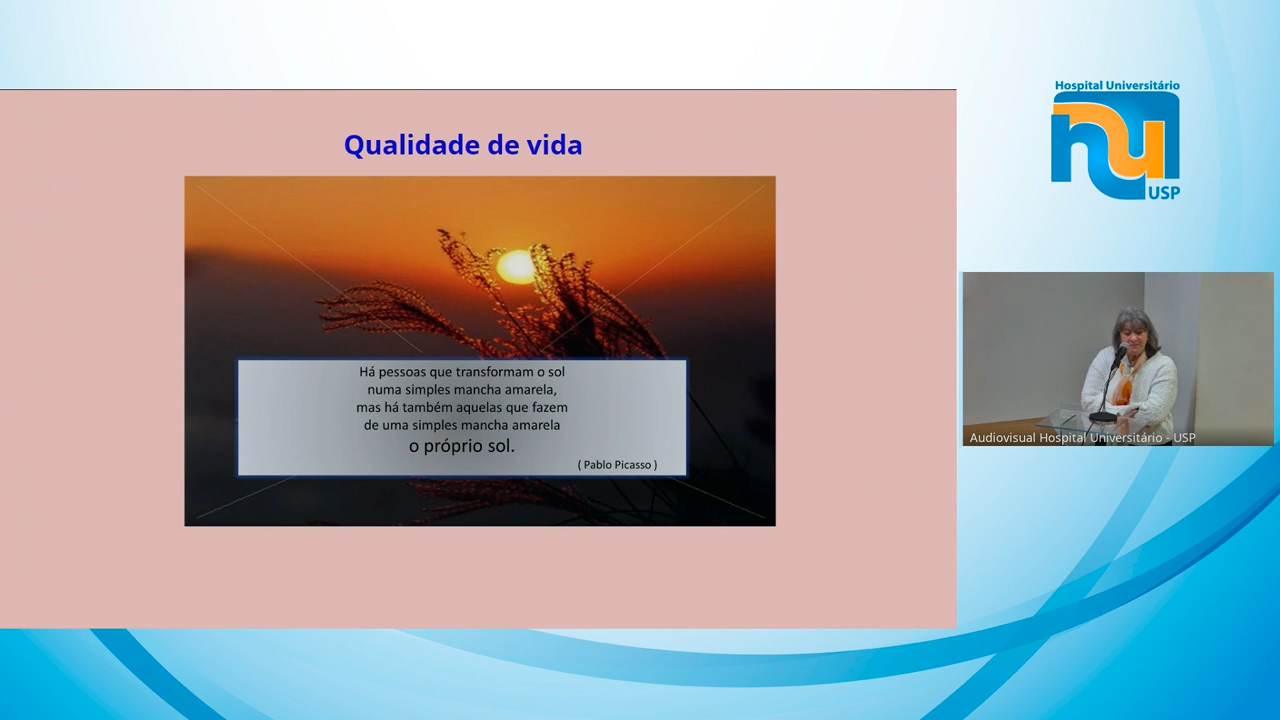 Hospital Universitário
hu
USP
Qualidade de vida
Há pessoas que transformam o sol
numa simples mancha amarela,
mas há também aquelas que fazem
de uma simples mancha amarela
o próprio sol.
( Pablo Picasso )
Audiovisual Hospital Universitário - USP